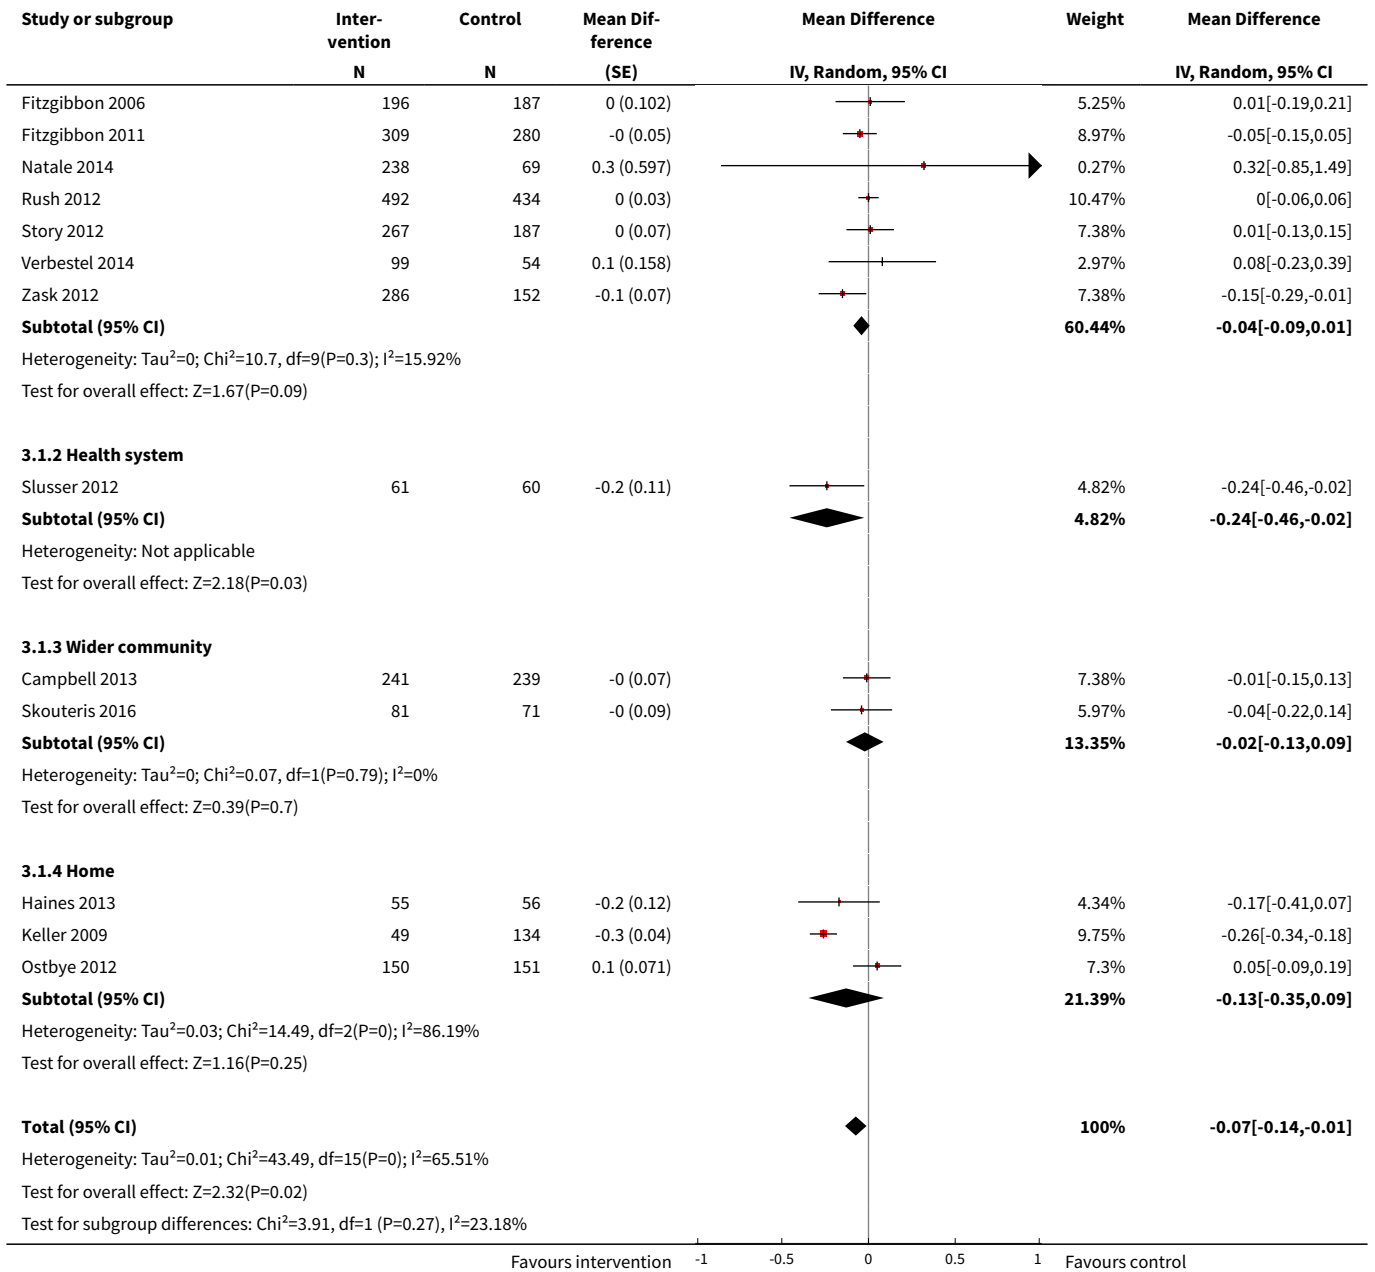 Study or subgroup Inter-vention Control Mean Dif-ference Mean Difference Weight Mean Difference
N N (SE) IV, Random, 95% CI IV, Random, 95% CI
Fitzgibbon 2006 196 187 0 (0.102) 5.25% 0.01[-0.19,0.21]
Fitzgibbon 2011 309 280 -0 (0.05) 8.97% -0.05[-0.15,0.05]
Natale 2014 238 69 0.3 (0.597) 0.27% 0.32[-0.85,1.49]
Rush 2012 492 434 0 (0.03) 10.47% 0[-0.06,0.06]
Story 2012 267 187 0 (0.07) 7.38% 0.01[-0.13,0.15]
Verbestel 2014 99 54 0.1 (0.158) 2.97% 0.08[-0.23,0.39]
Zask 2012 286 152 -0.1 (0.07) 7.38% -0.15[-0.29,-0.01]
Subtotal (95% CI) 60.44% -0.04[-0.09,0.01]
Heterogeneity: Tau²=0; Chi²=10.7, df=9(P=0.3); I²=15.92%
Test for overall effect: Z=1.67(P=0.09)
3.1.2 Health system
Slusser 2012 61 60 -0.2 (0.11) 4.82% -0.24[-0.46,-0.02]
Subtotal (95% CI) 4.82% -0.24[-0.46,-0.02]
Heterogeneity: Not applicable
Test for overall effect: Z=2.18(P=0.03)
3.1.3 Wider community
Campbell 2013 241 239 -0 (0.07) 7.38% -0.01[-0.15,0.13]
Skouteris 2016 81 71 -0 (0.09) 5.97% -0.04[-0.22,0.14]
Subtotal (95% CI) 13.35% -0.02[-0.13,0.09]
Heterogeneity: Tau²=0; Chi²=0.07, df=1(P=0.79); I²=0%
Test for overall effect: Z=0.39(P=0.7)
3.1.4 Home
Haines 2013 55 56 -0.2 (0.12) 4.34% -0.17[-0.41,0.07]
Keller 2009 49 134 -0.3 (0.04) 9.75% -0.26[-0.34,-0.18]
Ostbye 2012 150 151 0.1 (0.071) 7.3% 0.05[-0.09,0.19]
Subtotal (95% CI) 21.39% -0.13[-0.35,0.09]
Heterogeneity: Tau²=0.03; Chi²=14.49, df=2(P=0); I²=86.19%
Test for overall effect: Z=1.16(P=0.25)
Total (95% CI) 100% -0.07[-0.14,-0.01]
Heterogeneity: Tau²=0.01; Chi²=43.49, df=15(P=0); I²=65.51%
Test for overall effect: Z=2.32(P=0.02)
Test for subgroup differences: Chi²=3.91, df=1 (P=0.27), I²=23.18%
Favours intervention -1 -0.5 0 0.5 1 Favours control